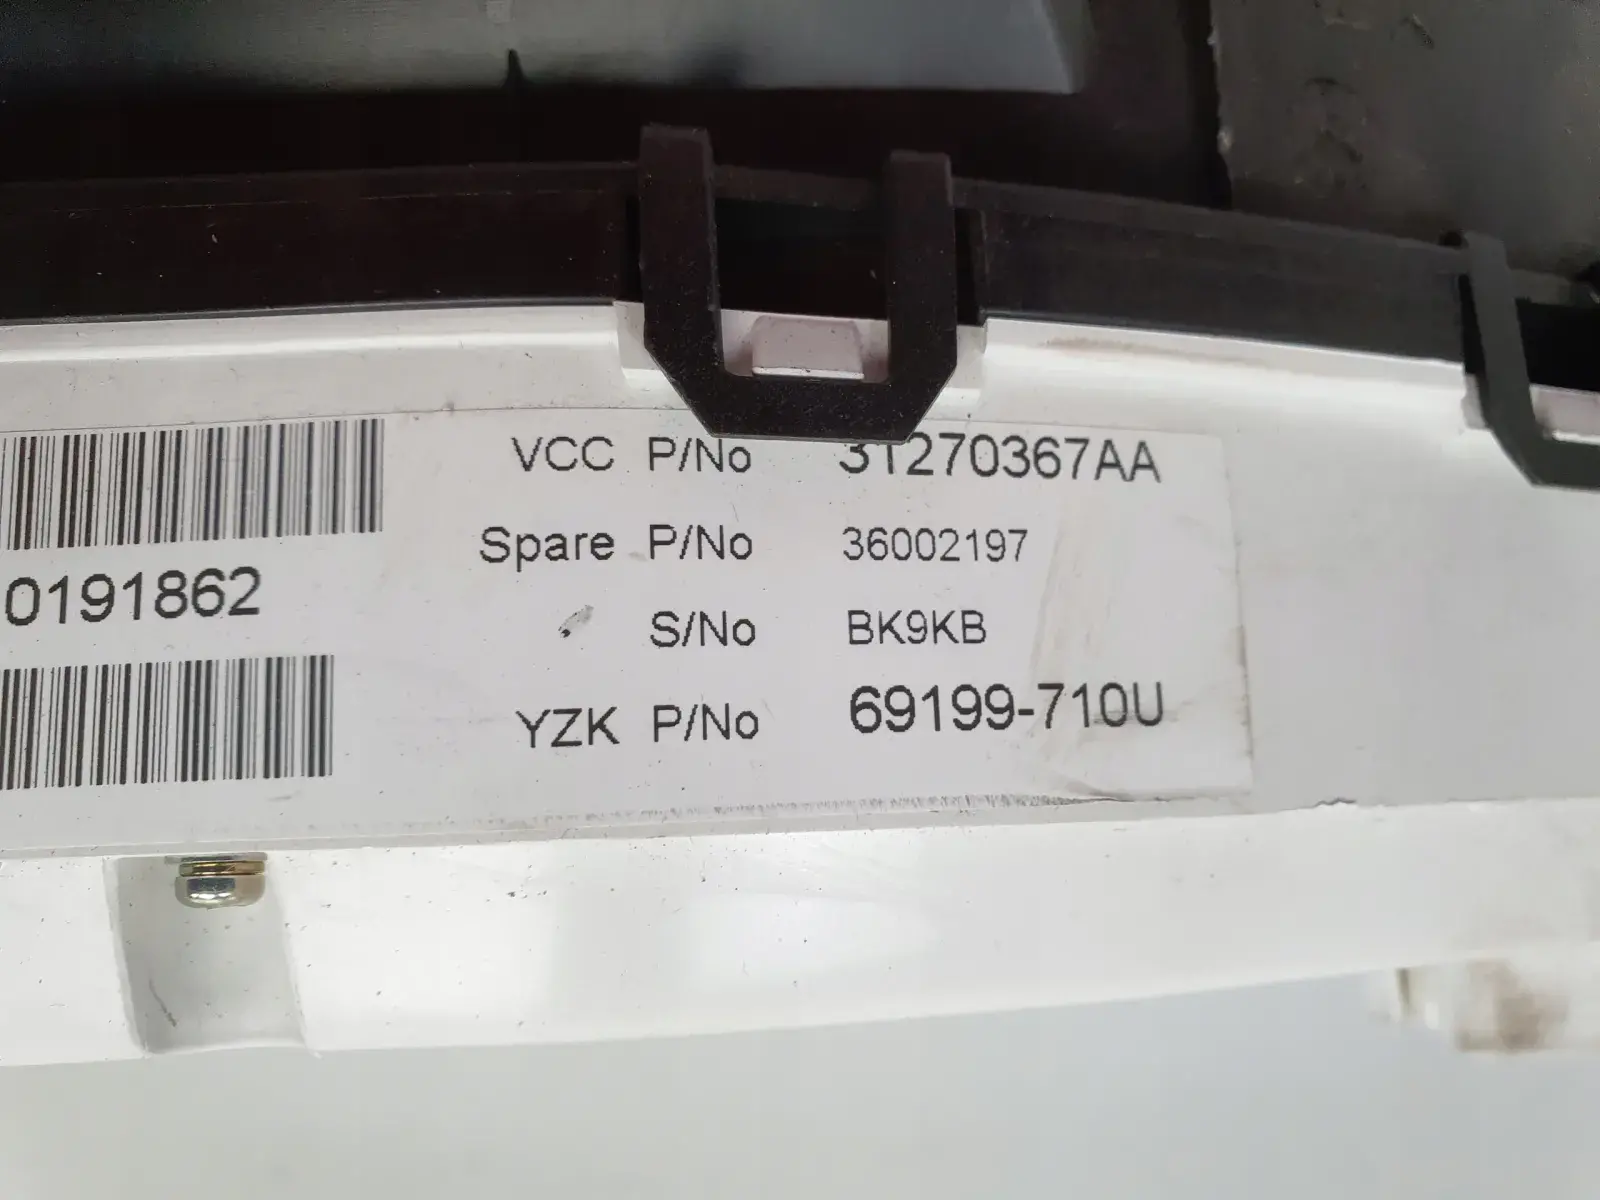 VCC P/No 31270367AA
Spare P/No 36002197
0191862
S/No BK9KB
YZK P/No 69199-710U